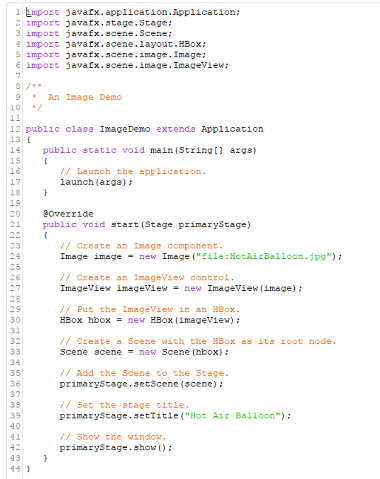 1 import javafx.application.Application;
2 import javafx.stage.Stage;
3 import javafx.scene.Scene;
4 import javafx.scene.layout.HBox;
5 import javafx.scene.image.Image;
6 import javafx.scene.image.ImageView;
7
8 /**
9  *  An Image Demo
10  */
11
12 public class ImageDemo extends Application
13 {
14    public static void main(String[] args)
15    {
16       // Launch the application.
17       launch(args);
18    }
19
20    @Override
21    public void start(Stage primaryStage)
22    {
23       // Create an Image component.
24       Image image = new Image("file:HotAirBalloon.jpg");
25
26       // Create an ImageView control.
27       ImageView imageView = new ImageView(image);
28
29       // Put the ImageView in an HBox.
30       HBox hbox = new HBox(imageView);
31
32       // Create a Scene with the HBox as its root node.
33       Scene scene = new Scene(hbox);
34
35       // Add the Scene to the Stage.
36       primaryStage.setScene(scene);
37
38       // Set the stage title.
39       primaryStage.setTitle("Hot Air Balloon");
40
41       // Show the window.
42       primaryStage.show();
43    }
44 }